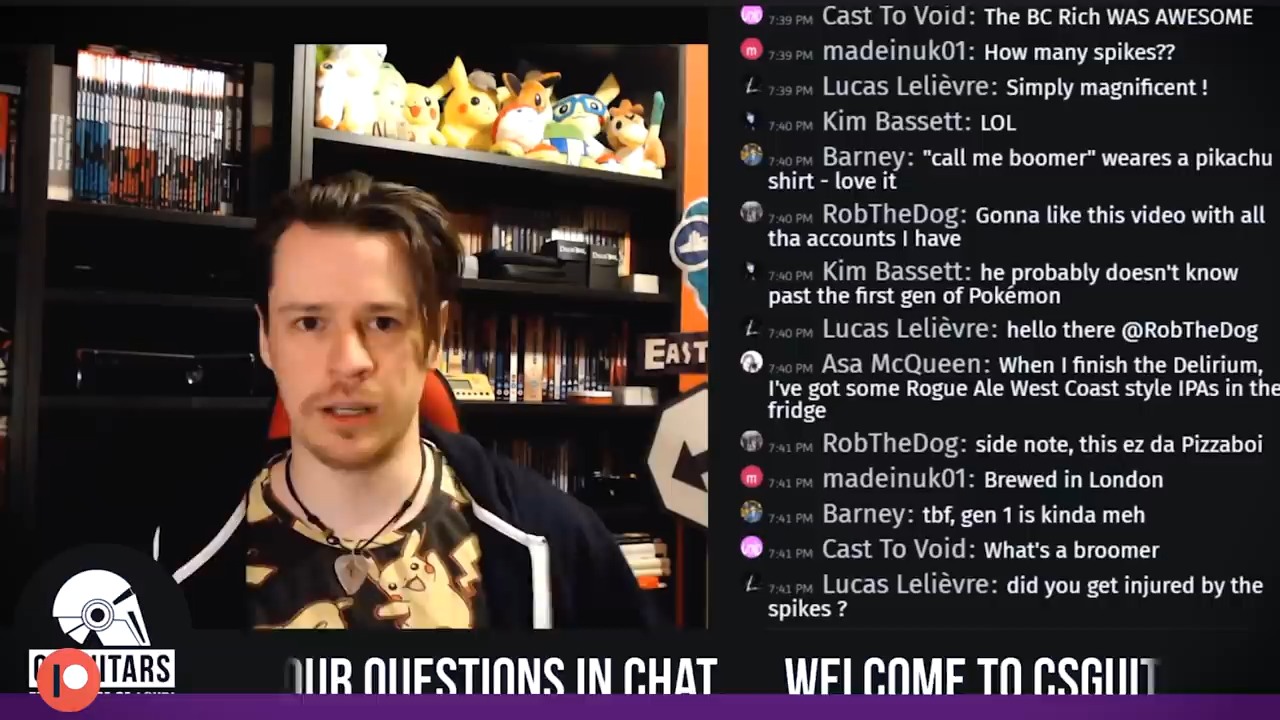 7:39 PM Cast To Void: The BC Rich WAS AWESOME
7:39 PM madeinuk01: How many spikes??
7:39 PM Lucas Lelièvre: Simply magnificent !
7:40 PM Kim Bassett: LOL
7:40 PM Barney: "call me boomer" weares a pikachu
shirt - love it
7:40 PM RobTheDog: Gonna like this video with all
tha accounts I have
7:40 PM Kim Bassett: he probably doesn't know
past the first gen of Pokémon
7:40 PM Lucas Lelièvre: hello there @RobTheDog
7:40 PM Asa McQueen: When I finish the Delirium,
I've got some Rogue Ale West Coast style IPAs in the
fridge
7:41 PM RobTheDog: side note, this ez da Pizzaboi
7:41 PM madeinuk01: Brewed in London
7:41 PM Barney: tbf, gen 1 is kinda meh
7:41 PM Cast To Void: What's a broomer
7:41 PM Lucas Lelièvre: did you get injured by the
spikes ?
EAST
OUR QUESTIONS IN CHAT WELCOME TO CSGUIT